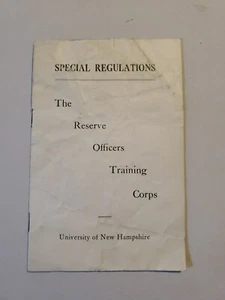 SPECIAL REGULATIONS
The
Reserve
Officers
Training
Corps
University of New Hampshire